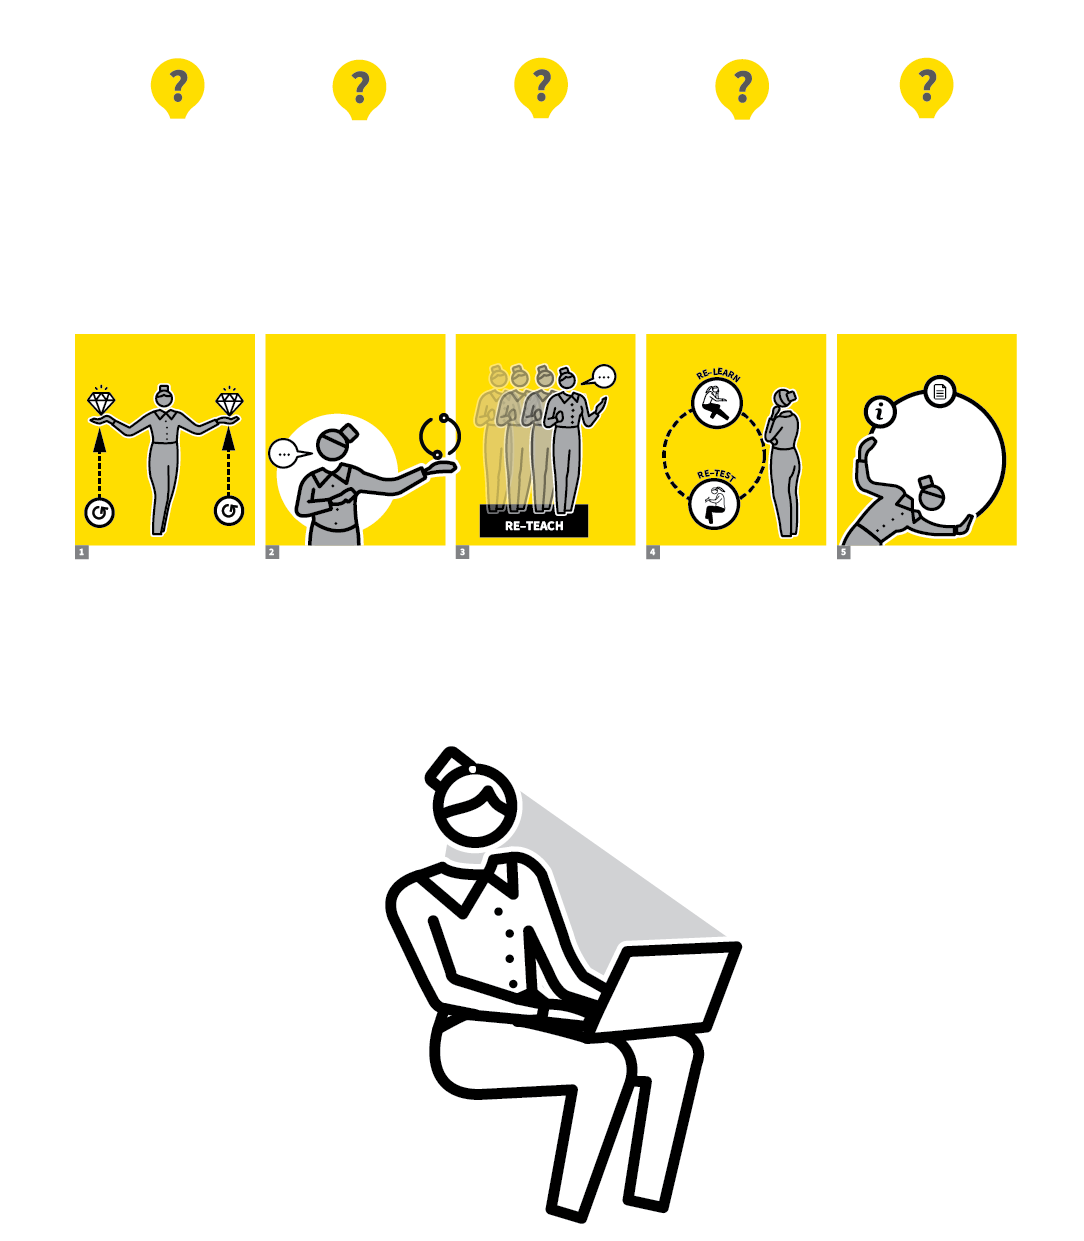 ? ? ? ? ?
RE-LEARN
RE-TEST
RE-TEACH
i
1 2 3 4 5